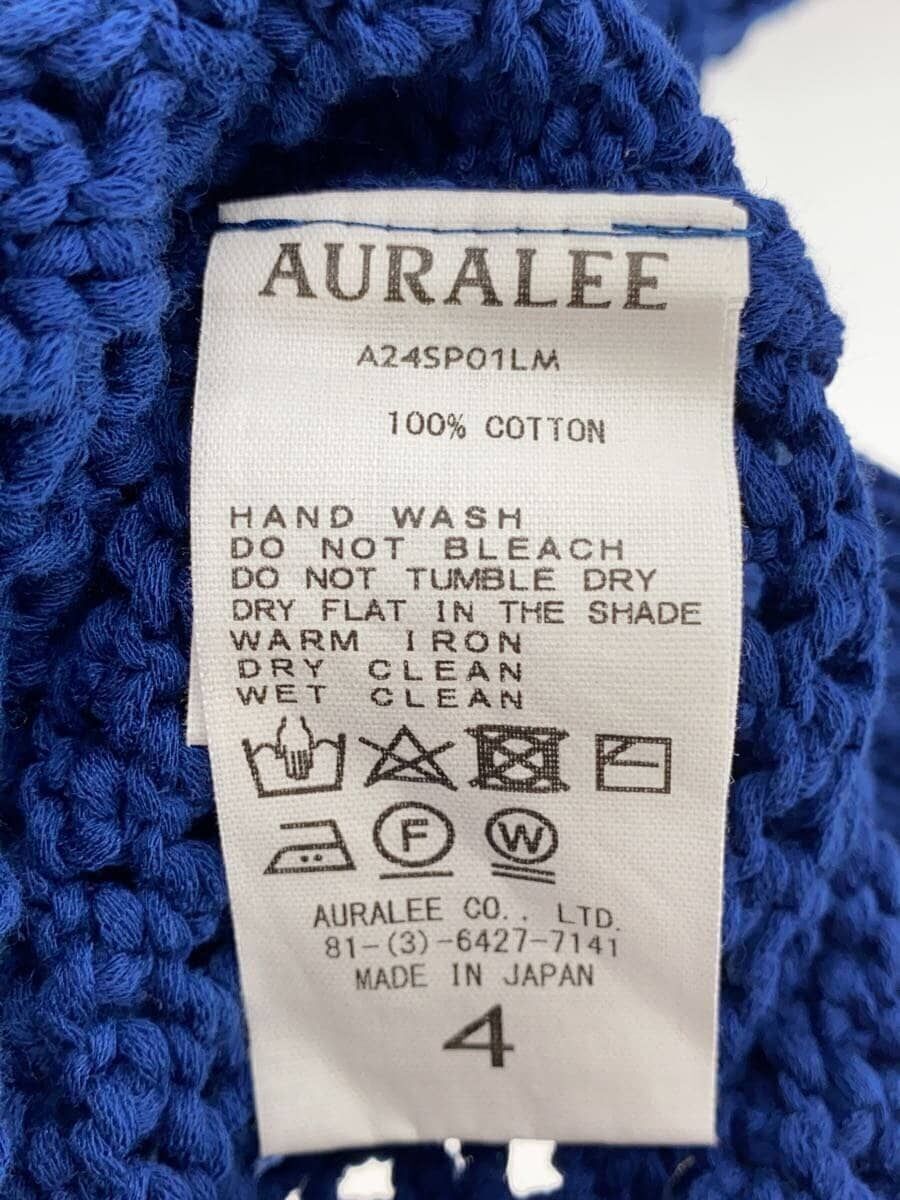 AURALEE
A24SP01LM
100% COTTON
HAND WASH
DO NOT BLEACH
DO NOT TUMBLE DRY
DRY FLAT IN THE SHADE
WARM IRON
DRY CLEAN
WET CLEAN
F W
AURALEE CO., LTD.
81-(3)-6427-7141
MADE IN JAPAN
4